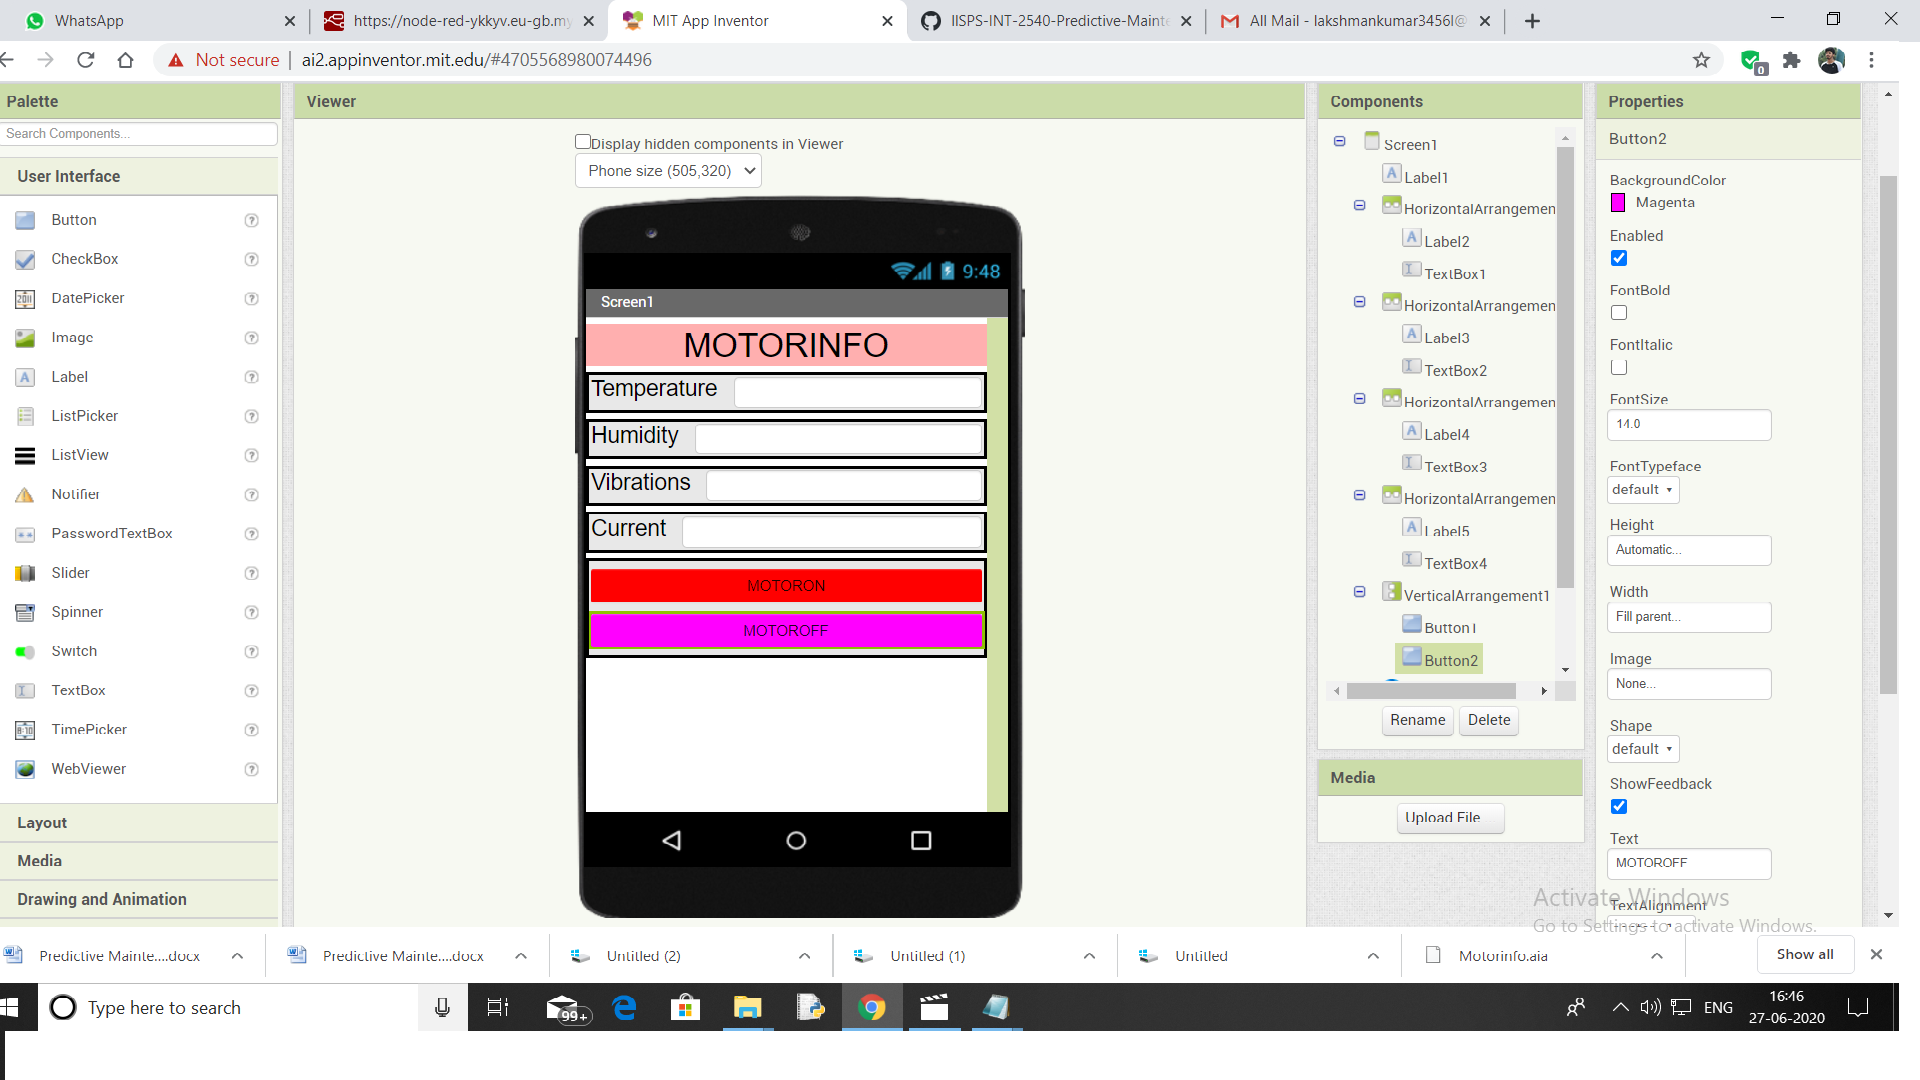 WhatsApp
https://node-red-ykkyv.eu-gb.my
MIT App Inventor
IISPS-INT-2540-Predictive-Mainte
All Mail - lakshmankumar3456l@
Not secure
ai2.appinventor.mit.edu/#4705568980074496
0
Palette
Search Components...
User Interface
Button
CheckBox
DatePicker
Image
Label
ListPicker
ListView
Notifier
PasswordTextBox
Slider
Spinner
Switch
TextBox
TimePicker
WebViewer
Layout
Media
Drawing and Animation
Viewer
Display hidden components in Viewer
Phone size (505,320)
9:48
Screen1
MOTORINFO
Temperature
Humidity
Vibrations
Current
MOTORON
MOTOROFF
Components
Screen1
Label1
HorizontalArrangemen
Label2
TextBox1
HorizontalArrangemen
Label3
TextBox2
HorizontalArrangemen
Label4
TextBox3
HorizontalArrangemen
Label5
TextBox4
VerticalArrangement1
Button1
Button2
Rename
Delete
Media
Upload File
Properties
Button2
BackgroundColor
Magenta
Enabled
FontBold
FontItalic
FontSize
14.0
FontTypeface
default
Height
Automatic...
Width
Fill parent...
Image
None...
Shape
default
ShowFeedback
Text
MOTOROFF
TextAlignment
Activate Windows
Go to Settings to activate Windows.
Predictive Mainte....docx
Predictive Mainte....docx
Untitled (2)
Untitled (1)
Untitled
Motorinfo.aia
Show all
Type here to search
99+
ENG
16:46
27-06-2020